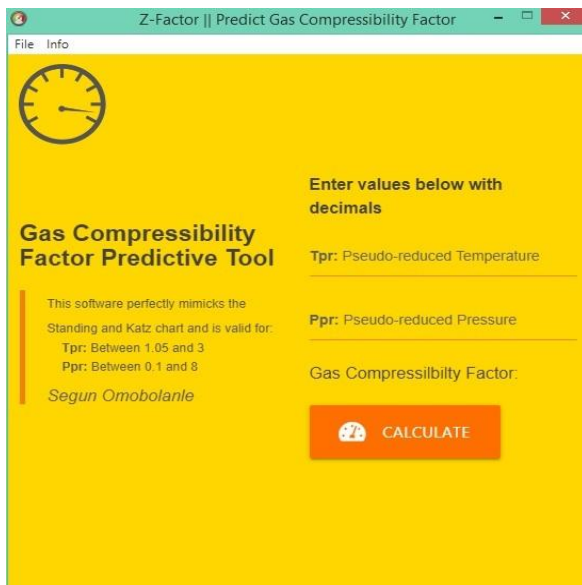 Z-Factor || Predict Gas Compressibility Factor
File Info
Gas Compressibility
Factor Predictive Tool
This software perfectly mimicks the
Standing and Katz chart and is valid for:
Tpr: Between 1.05 and 3
Ppr: Between 0.1 and 8
Segun Omobolanle
Enter values below with
decimals
Tpr: Pseudo-reduced Temperature
Ppr: Pseudo-reduced Pressure
Gas Compressilbilty Factor:
CALCULATE